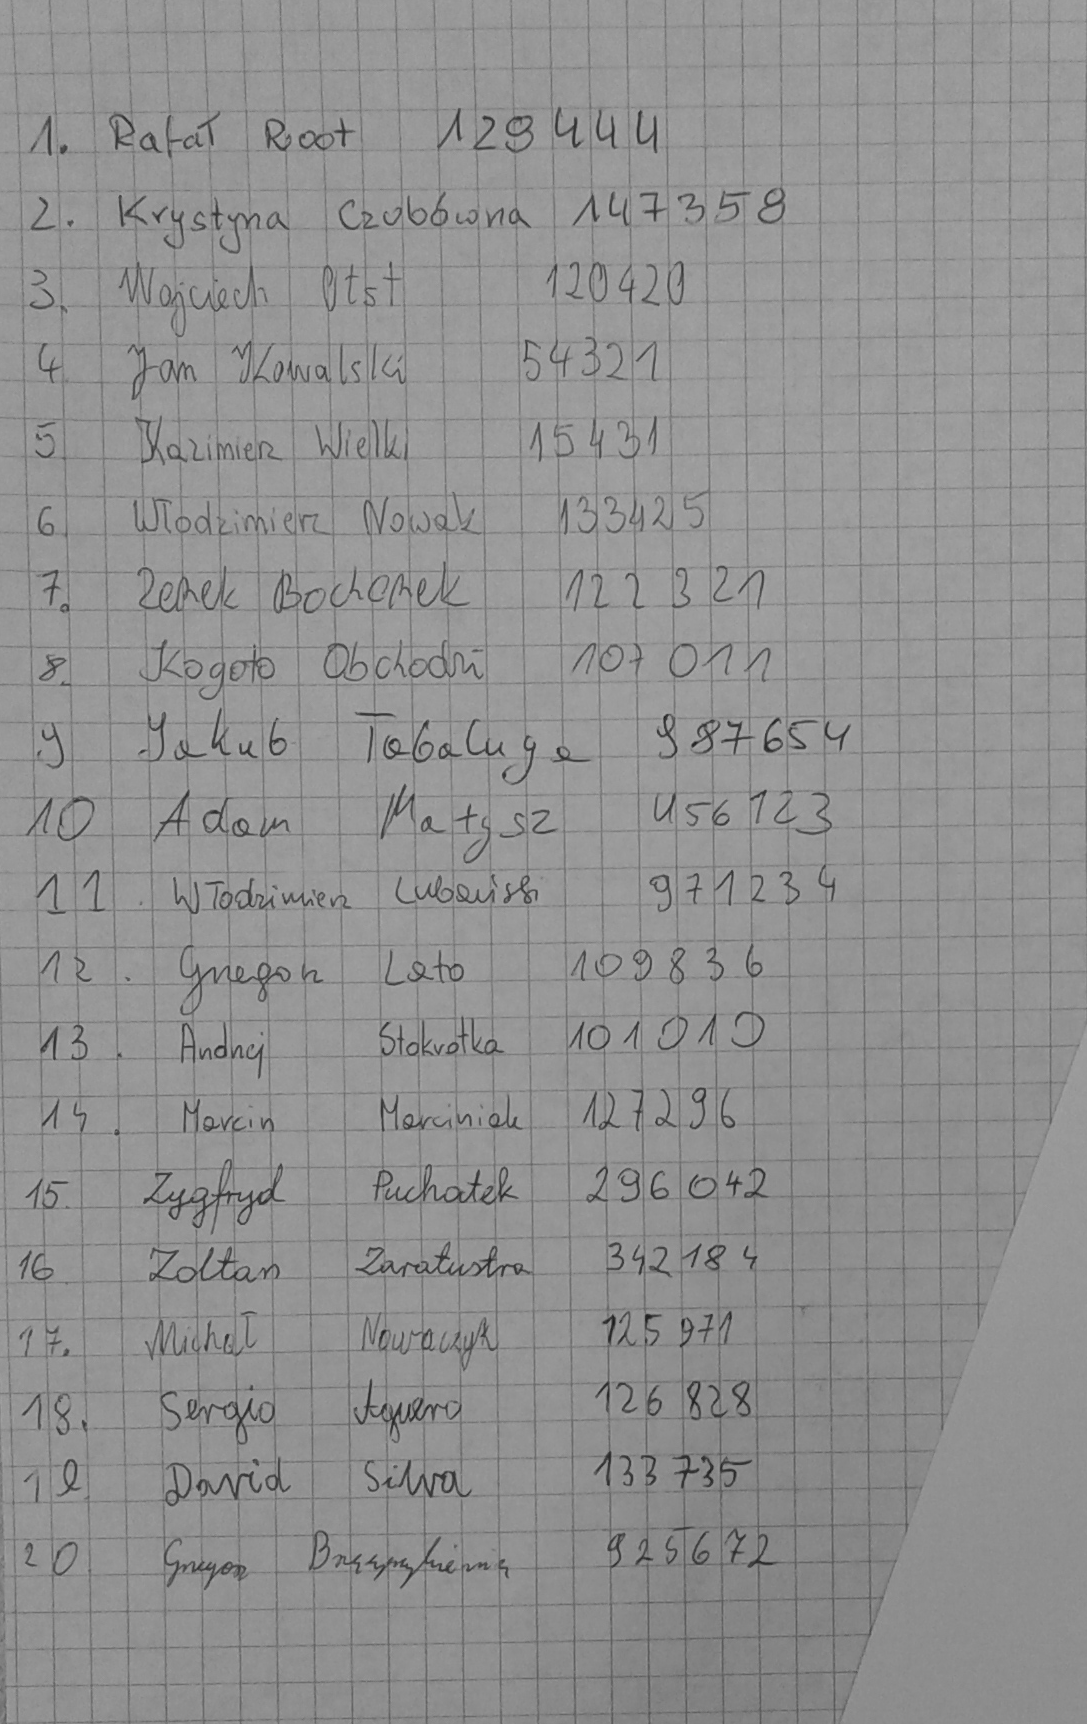 1. Rafał Root 129444
2. Krystyna Czubówna 147358
3. Wojciech Otst 120420
4 Jan Kowalski 54321
5 Kazimierz Wielki 15431
6 Włodzimierz Nowak 133425
7. Zenek Bochenek 122321
8. Kogoto Obchodzi 107011
9 Jakub Tabaluga 987654
10 Adam Matysz 456123
11. Włodzimierz 971234
12. Grzegorz Lato 109836
13. Andrzej Stokrotka 101010
14. Marcin Marciniak 127296
15. Zygfryd Puchatek 296042
16 Zoltan Zaratustra 342184
17. Michał Nowaczyk 125971
18. Sergio Aguero 126828
19 David Silva 133735
20 Grzegorz 925672